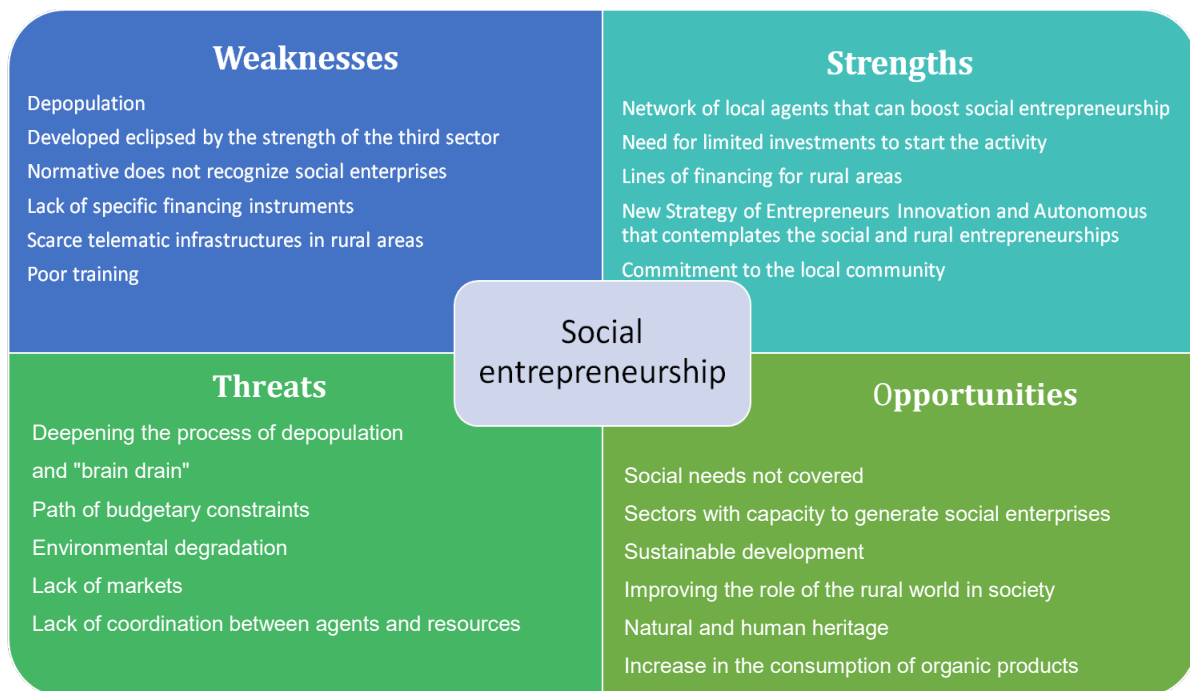 Weaknesses
Depopulation
Developed eclipsed by the strength of the third sector
Normative does not recognize social enterprises
Lack of specific financing instruments
Scarce telematic infrastructures in rural areas
Poor training
Strengths
Network of local agents that can boost social entrepreneurship
Need for limited investments to start the activity
Lines of financing for rural areas
New Strategy of Entrepreneurs Innovation and Autonomous
that contemplates the social and rural entrepreneurships
Commitment to the local community
Social
entrepreneurship
Threats
Deepening the process of depopulation
and "brain drain"
Path of budgetary constraints
Environmental degradation
Lack of markets
Lack of coordination between agents and resources
Opportunities
Social needs not covered
Sectors with capacity to generate social enterprises
Sustainable development
Improving the role of the rural world in society
Natural and human heritage
Increase in the consumption of organic products